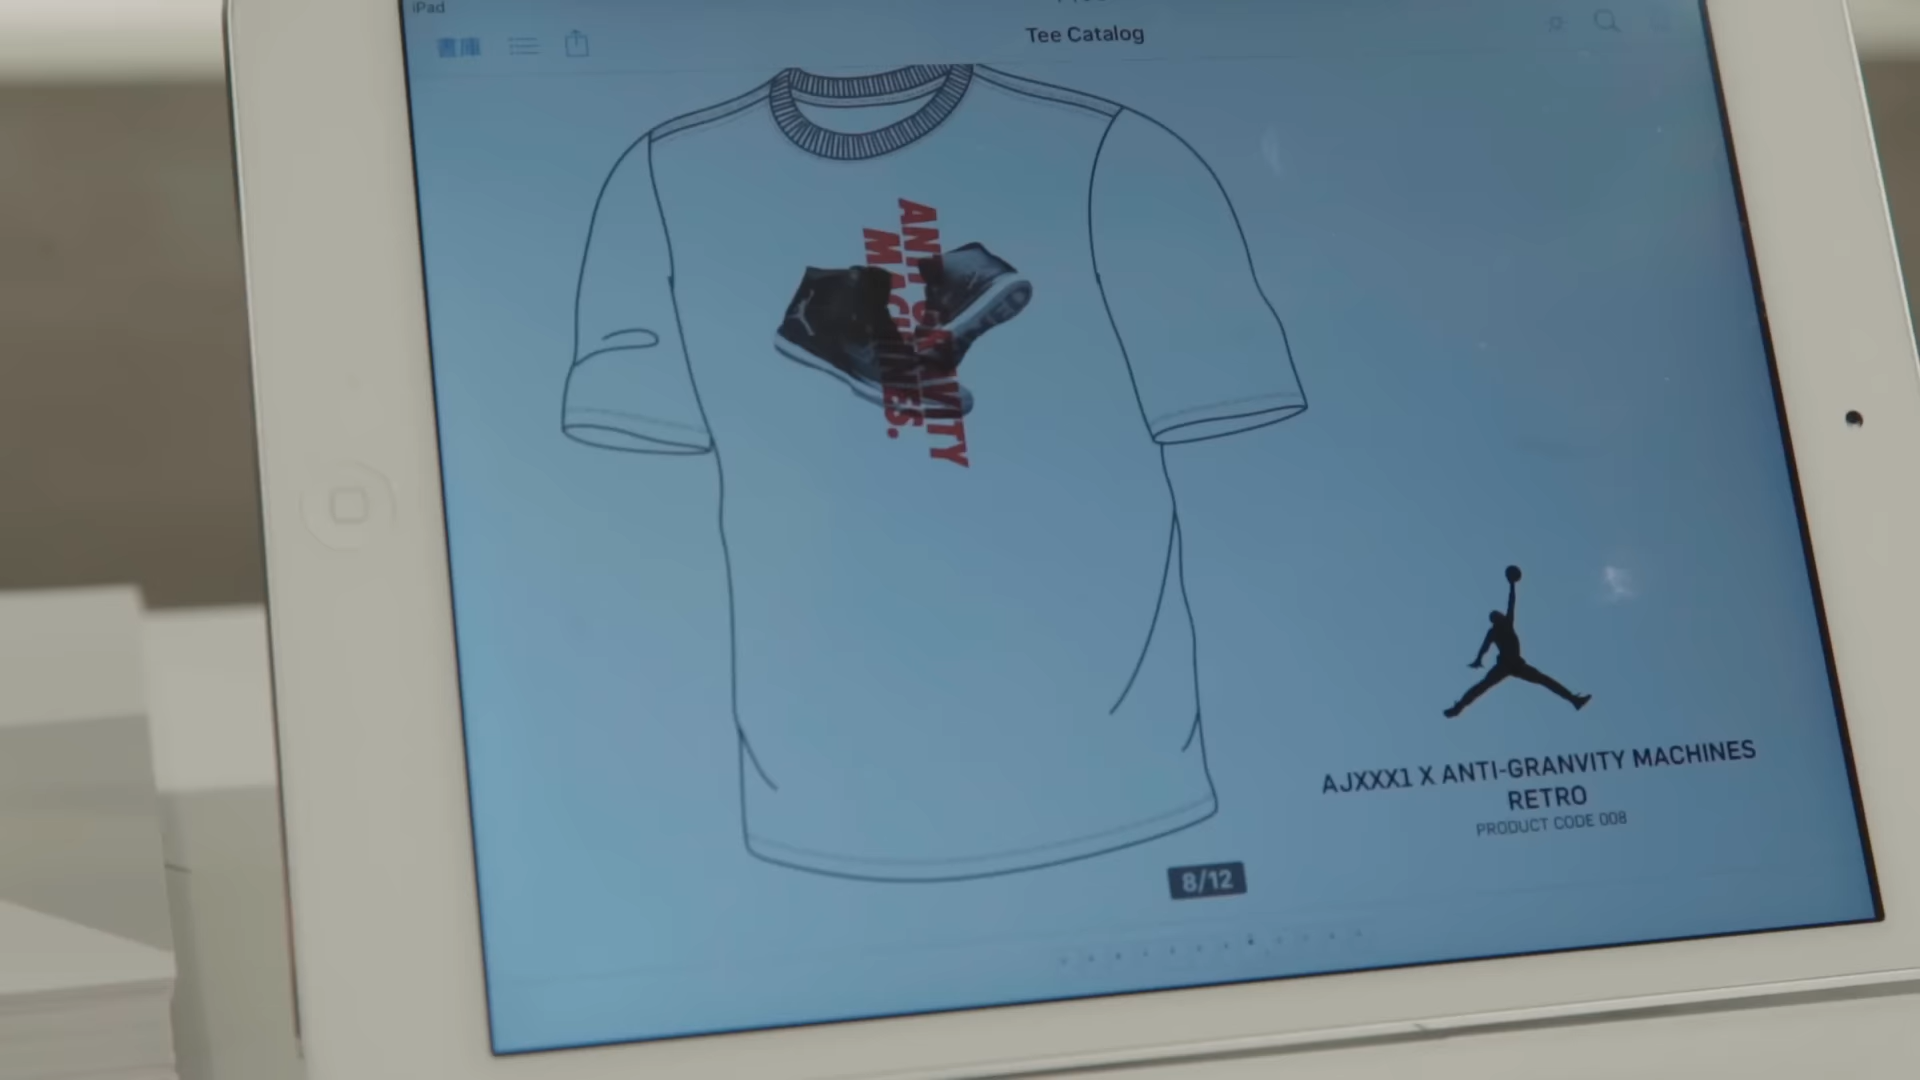 iPad
書庫
Tee Catalog
ANTI GRAVITY
MACHINES.
AJXXX1 X ANTI-GRANVITY MACHINES
RETRO
PRODUCT CODE 008
8/12